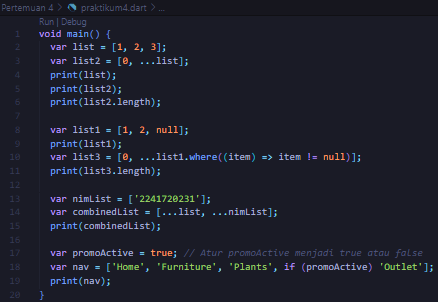 Pertemuan 4 > praktikum4.dart > ...
Run | Debug
1 void main() {
2 var list = [1, 2, 3];
3 var list2 = [0, ...list];
4 print(list);
5 print(list2);
6 print(list2.length);
7
8 var list1 = [1, 2, null];
9 print(list1);
10 var list3 = [0, ...list1.where((item) => item != null)];
11 print(list3.length);
12
13 var nimList = ['2241720231'];
14 var combinedList = [...list, ...nimList];
15 print(combinedList);
16
17 var promoActive = true; // Atur promoActive menjadi true atau false
18 var nav = ['Home', 'Furniture', 'Plants', if (promoActive) 'Outlet'];
19 print(nav);
20 }